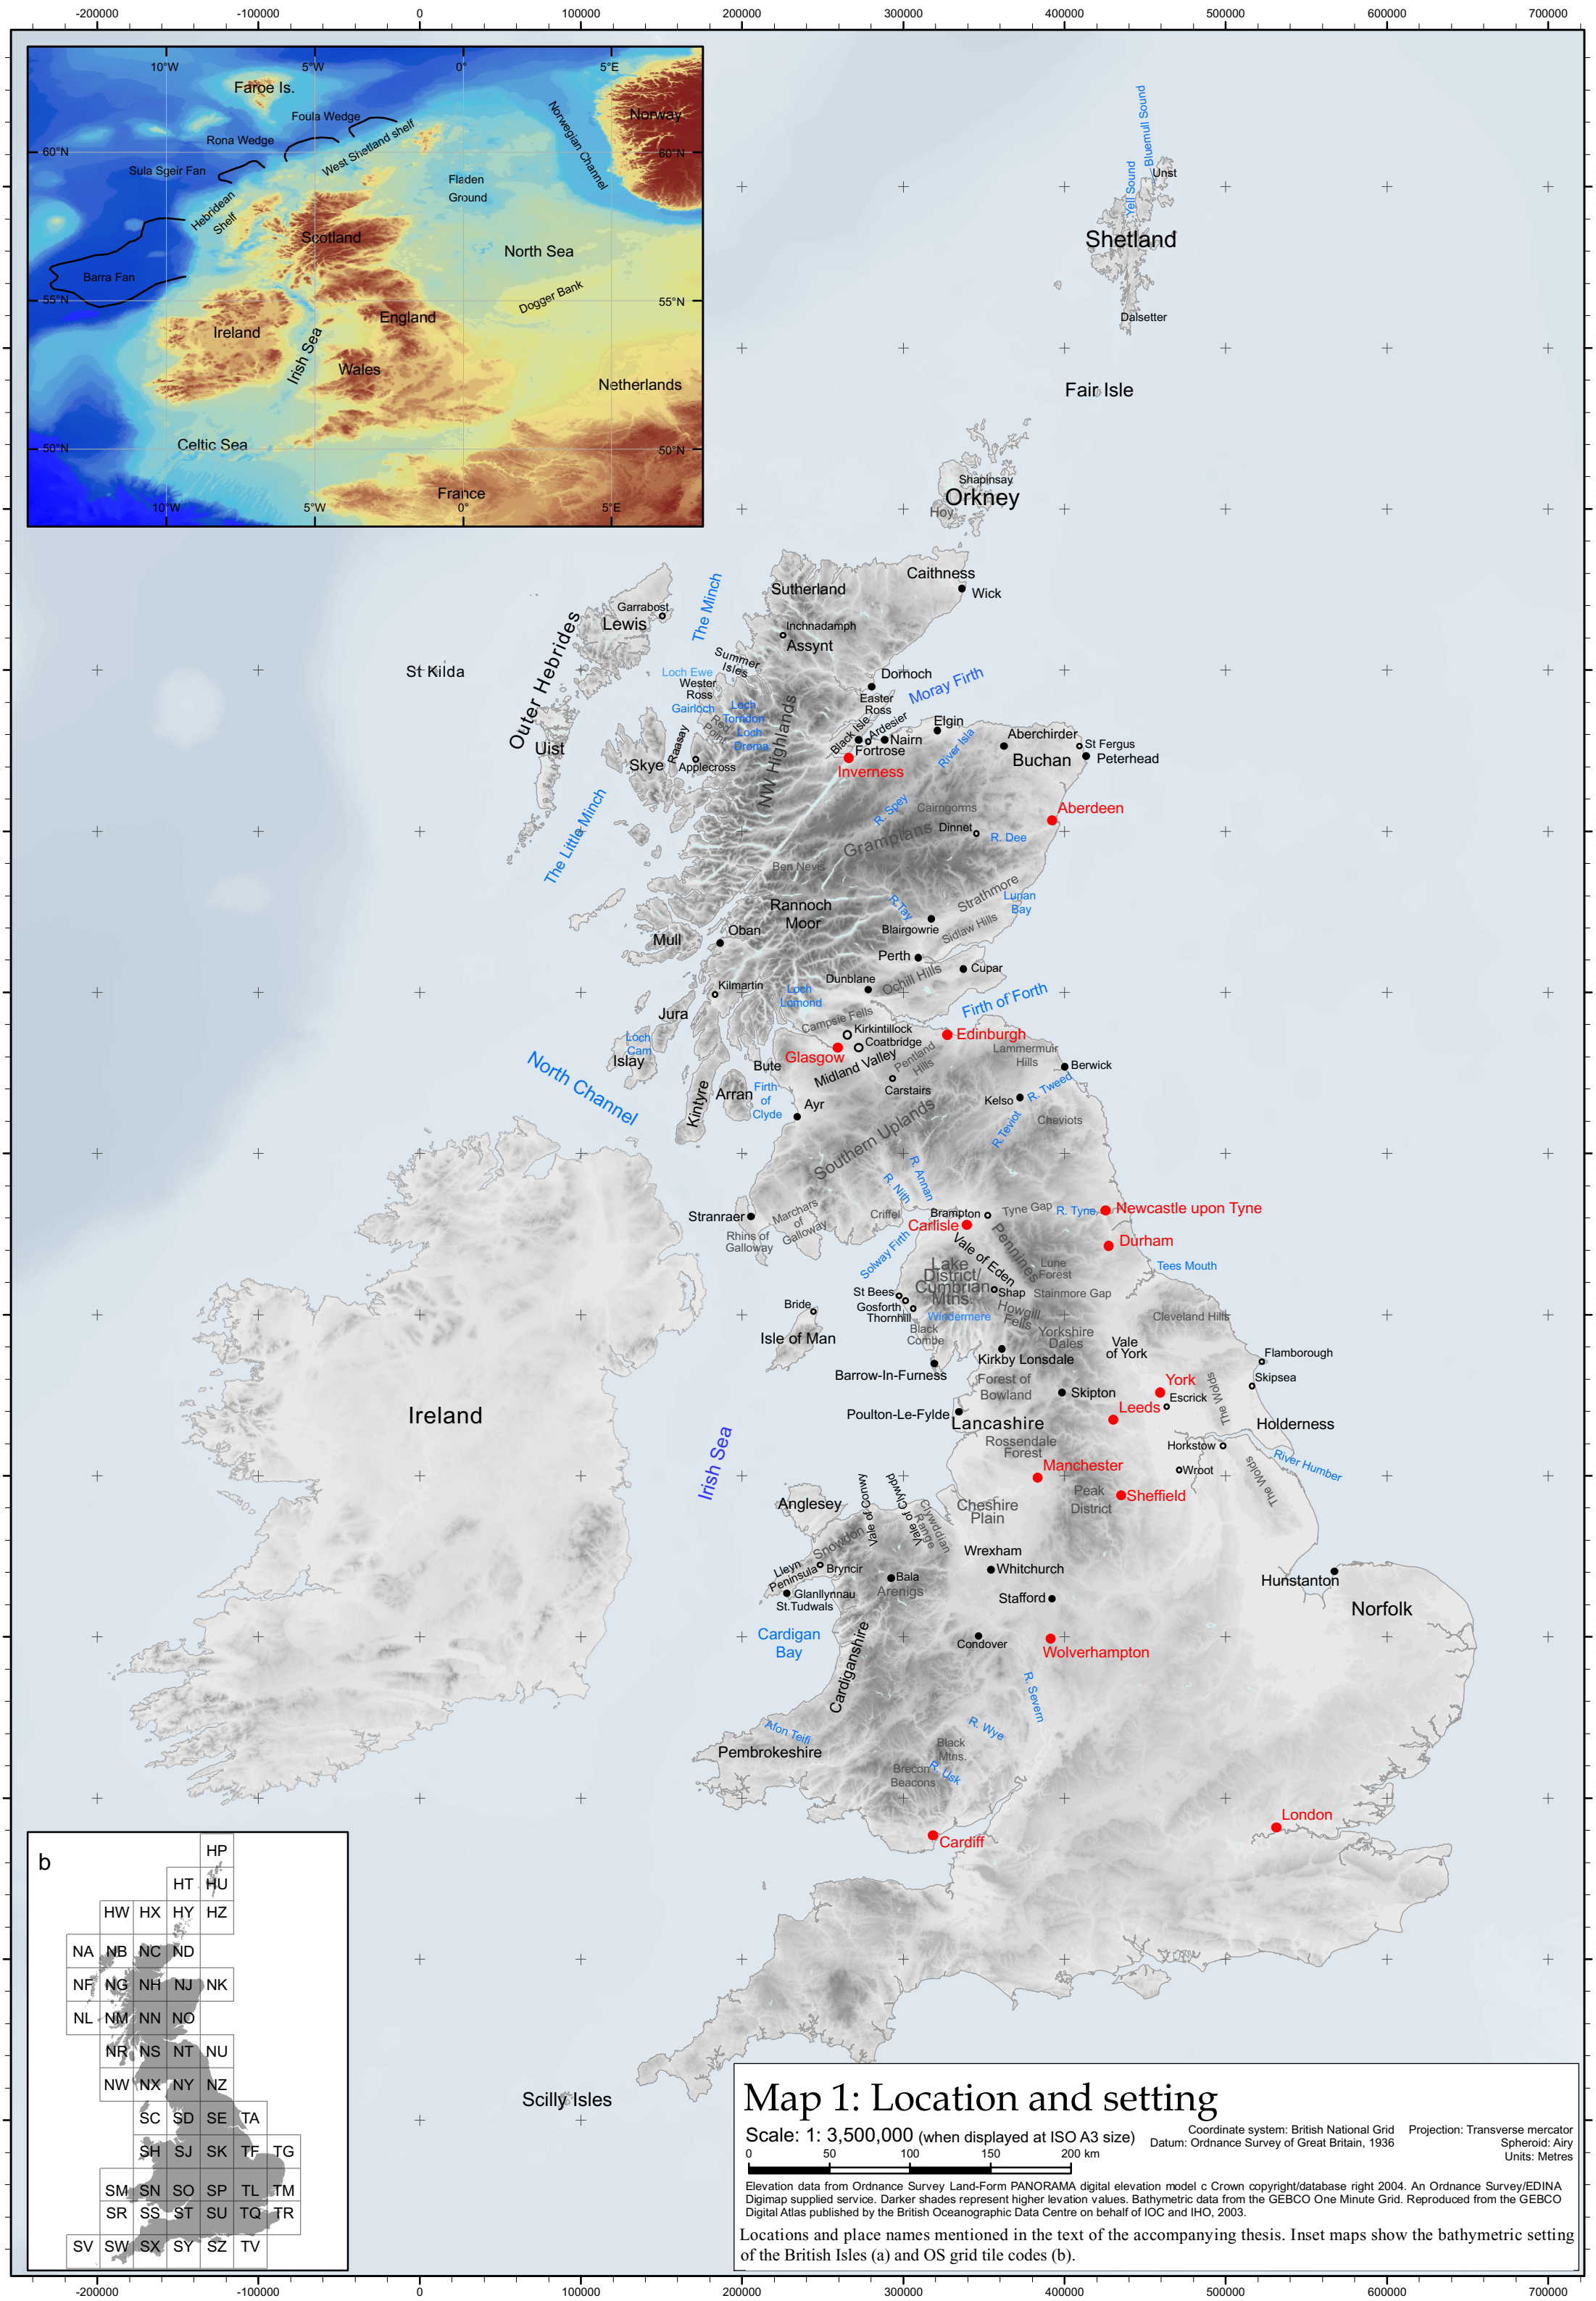 -200000 -100000 0 100000 200000 300000 400000 500000 600000 700000
10°W 5°W 0° 5°E
Faroe Is.
Norway
Foula Wedge
Norwegian Channel
Rona Wedge
West Shetland shelf
60°N 60°N
Sula Sgeir Fan
Fladen
Ground
Hebridean
Shelf
Scotland
North Sea
Barra Fan
Dogger Bank
55°N 55°N
England
Ireland
Irish Sea
Wales
Netherlands
Celtic Sea
50°N 50°N
France
10°W 5°W 0° 5°E
Bluemull Sound
Yell Sound
Unst
Shetland
Dalsetter
Fair Isle
Shapinsay
Orkney
Hoy
Caithness
Wick
Sutherland
The Minch
Garrabost
Lewis
Outer Hebrides
Inchnadamph
Assynt
St Kilda
Summer
Isles
Loch Ewe
Wester
Ross
Gairloch
Dornoch
Moray Firth
Easter
Ross
Loch
Torridon
Loch
Droma
Red
Point
Raasay
Applecross
Skye
Uist
NW Highlands
Black Isle
Ardesier
Fortrose
Nairn
Elgin
River Isla
Aberchirder
St Fergus
Buchan
Peterhead
Inverness
The Little Minch
R. Spey
Cairngorms
Aberdeen
Grampians
Dinnet
R. Dee
Ben Nevis
Rannoch
Moor
R.Tay
Strathmore
Lunan
Bay
Blairgowrie
Sidlaw Hills
Mull
Oban
Perth
Cupar
Dunblane
Ochill Hills
Kilmartin
Loch
Lomond
Firth of Forth
Jura
Campsie Fells
Kirkintillock
Coatbridge
Edinburgh
Glasgow
Loch
Cam
Islay
Midland Valley
Pentland
Hills
Lammermuir
Hills
Berwick
Bute
Carstairs
North Channel
Arran
Firth
of
Clyde
Kintyre
Ayr
Kelso
R. Tweed
R.Teviot
Cheviots
Southern Uplands
R. Nith
R. Annan
Stranraer
Rhins of
Galloway
Marchars
of
Galloway
Criffel
Brampton
Carlisle
Tyne Gap
R. Tyne
Newcastle upon Tyne
Durham
Solway Firth
Vale of Eden
Pennines
Lune
Forest
Tees Mouth
Lake
District/
Cumbrian
Mtns.
Shap
Stainmore Gap
St Bees
Gosforth
Thornhill
Windermere
Howgill
Fells
Cleveland Hills
Bride
Isle of Man
Black
Combe
Yorkshire
Dales
Vale
of York
Kirkby Lonsdale
Flamborough
Barrow-In-Furness
Forest of
Bowland
Skipton
York
Skipsea
Escrick
Leeds
The Wolds
Poulton-Le-Fylde
Lancashire
Holderness
Ireland
Rossendale
Forest
Horkstow
River Humber
Irish Sea
Manchester
Wroot
The Wolds
Sheffield
Peak
District
Anglesey
Vale of Conwy
Vale of Clywdd
Clywddian
Range
Cheshire
Plain
Snowdon
Wrexham
Whitchurch
Lleyn
Peninsula
Bryncir
Bala
Arenigs
Glanllynnau
St.Tudwals
Stafford
Hunstanton
Norfolk
Cardigan
Bay
Condover
Wolverhampton
Cardiganshire
R. Severn
Afon Teifi
R. Wye
Pembrokeshire
Black
Mtns.
Brecon
Beacons
R. Usk
London
Cardiff
Scilly Isles
b
HP
HT HU
HW HX HY HZ
NA NB NC ND
NF NG NH NJ NK
NL NM NN NO
NR NS NT NU
NW NX NY NZ
SC SD SE TA
SH SJ SK TF TG
SM SN SO SP TL TM
SR SS ST SU TQ TR
SV SW SX SY SZ TV
Map 1: Location and setting
Scale: 1: 3,500,000 (when displayed at ISO A3 size)
0 50 100 150 200 km
Coordinate system: British National Grid Projection: Transverse mercator
Datum: Ordnance Survey of Great Britain, 1936 Spheroid: Airy
Units: Metres
Elevation data from Ordnance Survey Land-Form PANORAMA digital elevation model c Crown copyright/database right 2004. An Ordnance Survey/EDINA
Digimap supplied service. Darker shades represent higher levation values. Bathymetric data from the GEBCO One Minute Grid. Reproduced from the GEBCO
Digital Atlas published by the British Oceanographic Data Centre on behalf of IOC and IHO, 2003.
Locations and place names mentioned in the text of the accompanying thesis. Inset maps show the bathymetric setting
of the British Isles (a) and OS grid tile codes (b).
-200000 -100000 0 100000 200000 300000 400000 500000 600000 700000